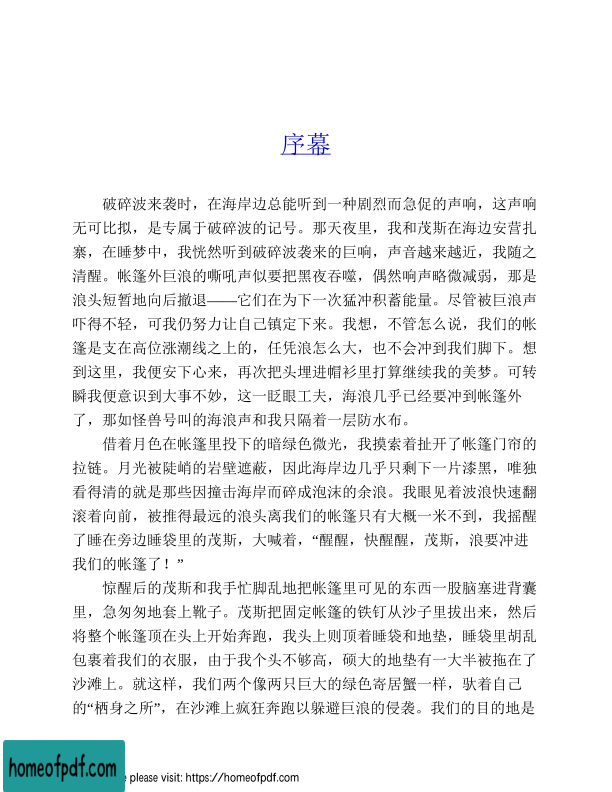 序幕
破碎波来袭时，在海岸边总能听到一种剧烈而急促的声响，这声响
无可比拟，是专属于破碎波的记号。那天夜里，我和茂斯在海边安营扎
寨，在睡梦中，我恍然听到破碎波袭来的巨响，声音越来越近，我随之
清醒。帐篷外巨浪的嘶吼声似要把黑夜吞噬，偶然响声略微减弱，那是
浪头短暂地向后撤退——它们在为下一次猛冲积蓄能量。尽管被巨浪声
吓得不轻，可我仍努力让自己镇定下来。我想，不管怎么说，我们的帐
篷是支在高位涨潮线之上的，任凭浪怎么大，也不会冲到我们脚下。想
到这里，我便安下心来，再次把头埋进帽衫里打算继续我的美梦。可转
瞬我便意识到大事不妙，这一眨眼工夫，海浪几乎已经要冲到帐篷外
了，那如怪兽号叫的海浪声和我只隔着一层防水布。
借着月色在帐篷里投下的暗绿色微光，我摸索着扯开了帐篷门帘的
拉链。月光被陡峭的岩壁遮蔽，因此海岸边几乎只剩下一片漆黑，唯独
看得清的就是那些因撞击海岸而碎成泡沫的余浪。我眼见着波浪快速翻
滚着向前，被推得最远的浪头离我们的帐篷只有大概一米不到，我摇醒
了睡在旁边睡袋里的茂斯，大喊着，“醒醒，快醒醒，茂斯，浪要冲进
我们的帐篷了！”
惊醒后的茂斯和我手忙脚乱地把帐篷里可见的东西一股脑塞进背囊
里，急匆匆地套上靴子。茂斯把固定帐篷的铁钉从沙子里拔出来，然后
将整个帐篷顶在头上开始奔跑，我头上则顶着睡袋和地垫，睡袋里胡乱
包裹着我们的衣服，由于我个头不够高，硕大的地垫有一大半被拖在了
沙滩上。就这样，我们两个像两只巨大的绿色寄居蟹一样，驮着自己
的“栖身之所”，在沙滩上疯狂奔跑以躲避巨浪的侵袭。我们的目的地是
homeofpdf.com
please visit: https://homeofpdf.com